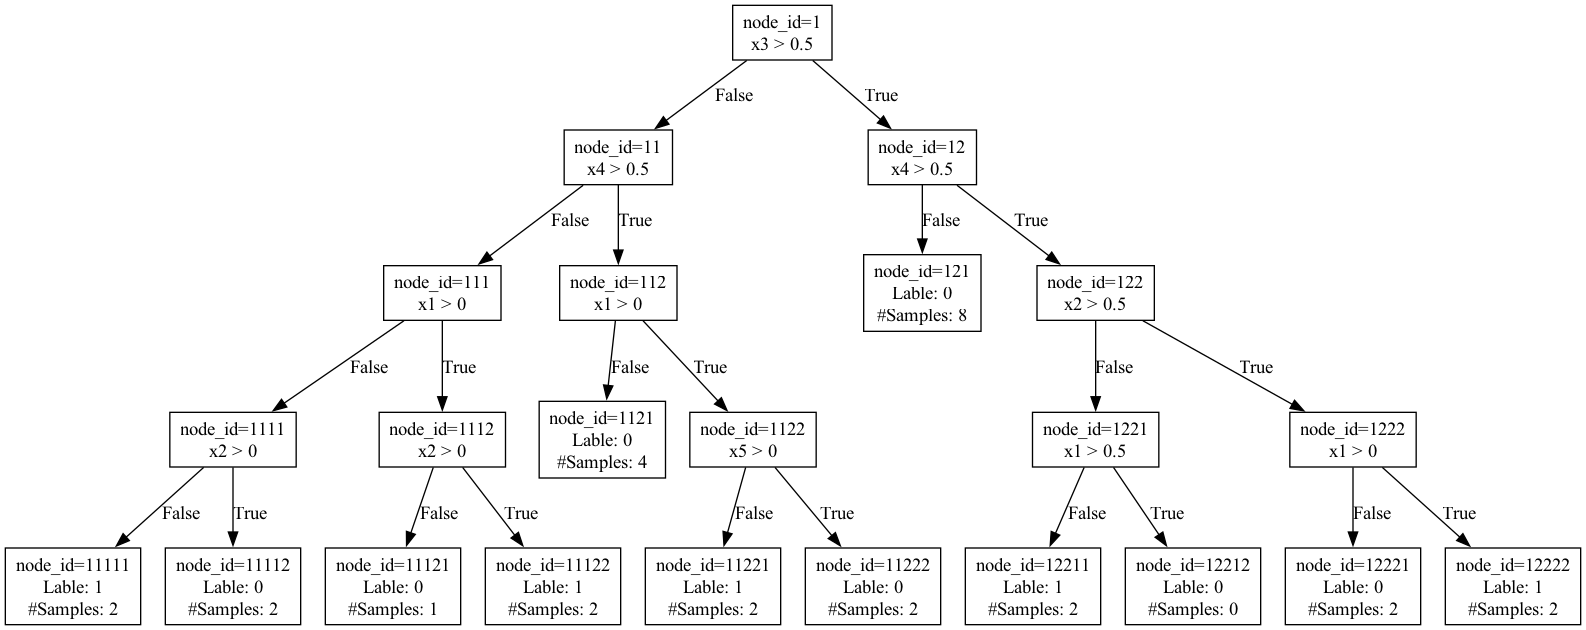 node_id=1
x3 > 0.5
False
True
node_id=11
x4 > 0.5
node_id=12
x4 > 0.5
False
True
False
True
node_id=111
x1 > 0
node_id=112
x1 > 0
node_id=121
Lable: 0
#Samples: 8
node_id=122
x2 > 0.5
False
True
False
True
False
True
node_id=1111
x2 > 0
node_id=1112
x2 > 0
node_id=1121
Lable: 0
#Samples: 4
node_id=1122
x5 > 0
node_id=1221
x1 > 0.5
node_id=1222
x1 > 0
False
True
False
True
False
True
False
True
False
True
node_id=11111
Lable: 1
#Samples: 2
node_id=11112
Lable: 0
#Samples: 2
node_id=11121
Lable: 0
#Samples: 1
node_id=11122
Lable: 1
#Samples: 2
node_id=11221
Lable: 1
#Samples: 2
node_id=11222
Lable: 0
#Samples: 2
node_id=12211
Lable: 1
#Samples: 2
node_id=12212
Lable: 0
#Samples: 0
node_id=12221
Lable: 0
#Samples: 2
node_id=12222
Lable: 1
#Samples: 2